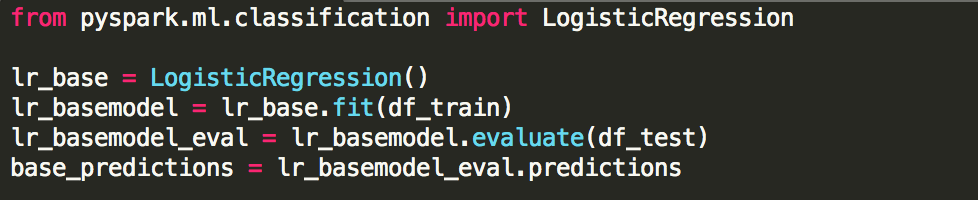 from pyspark.ml.classification import LogisticRegression
lr_base = LogisticRegression()
lr_basemodel = lr_base.fit(df_train)
lr_basemodel_eval = lr_basemodel.evaluate(df_test)
base_predictions = lr_basemodel_eval.predictions